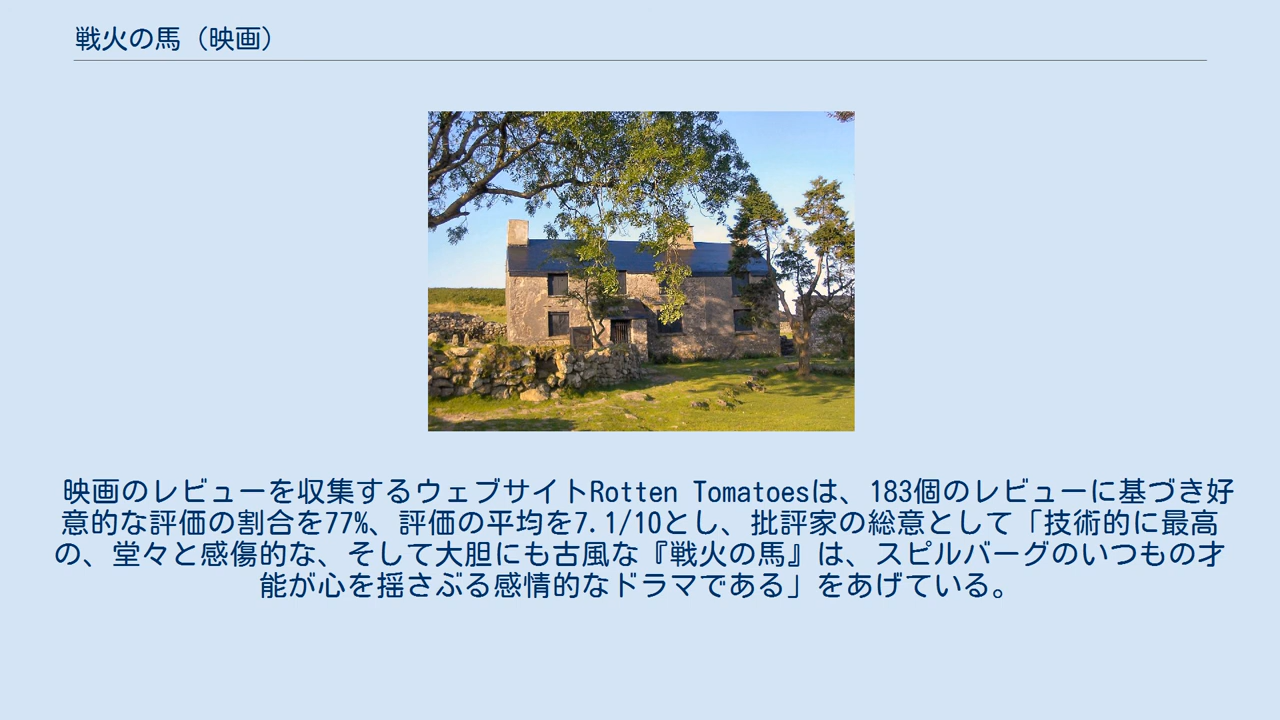 戦火の馬（映画）
映画のレビューを収集するウェブサイトRotten Tomatoesは、183個のレビューに基づき好
意的な評価の割合を77%、評価の平均を7.1/10とし、批評家の総意として「技術的に最高
の、堂々と感傷的な、そして大胆にも古風な『戦火の馬』は、スピルバーグのいつもの才
能が心を揺さぶる感情的なドラマである」をあげている。